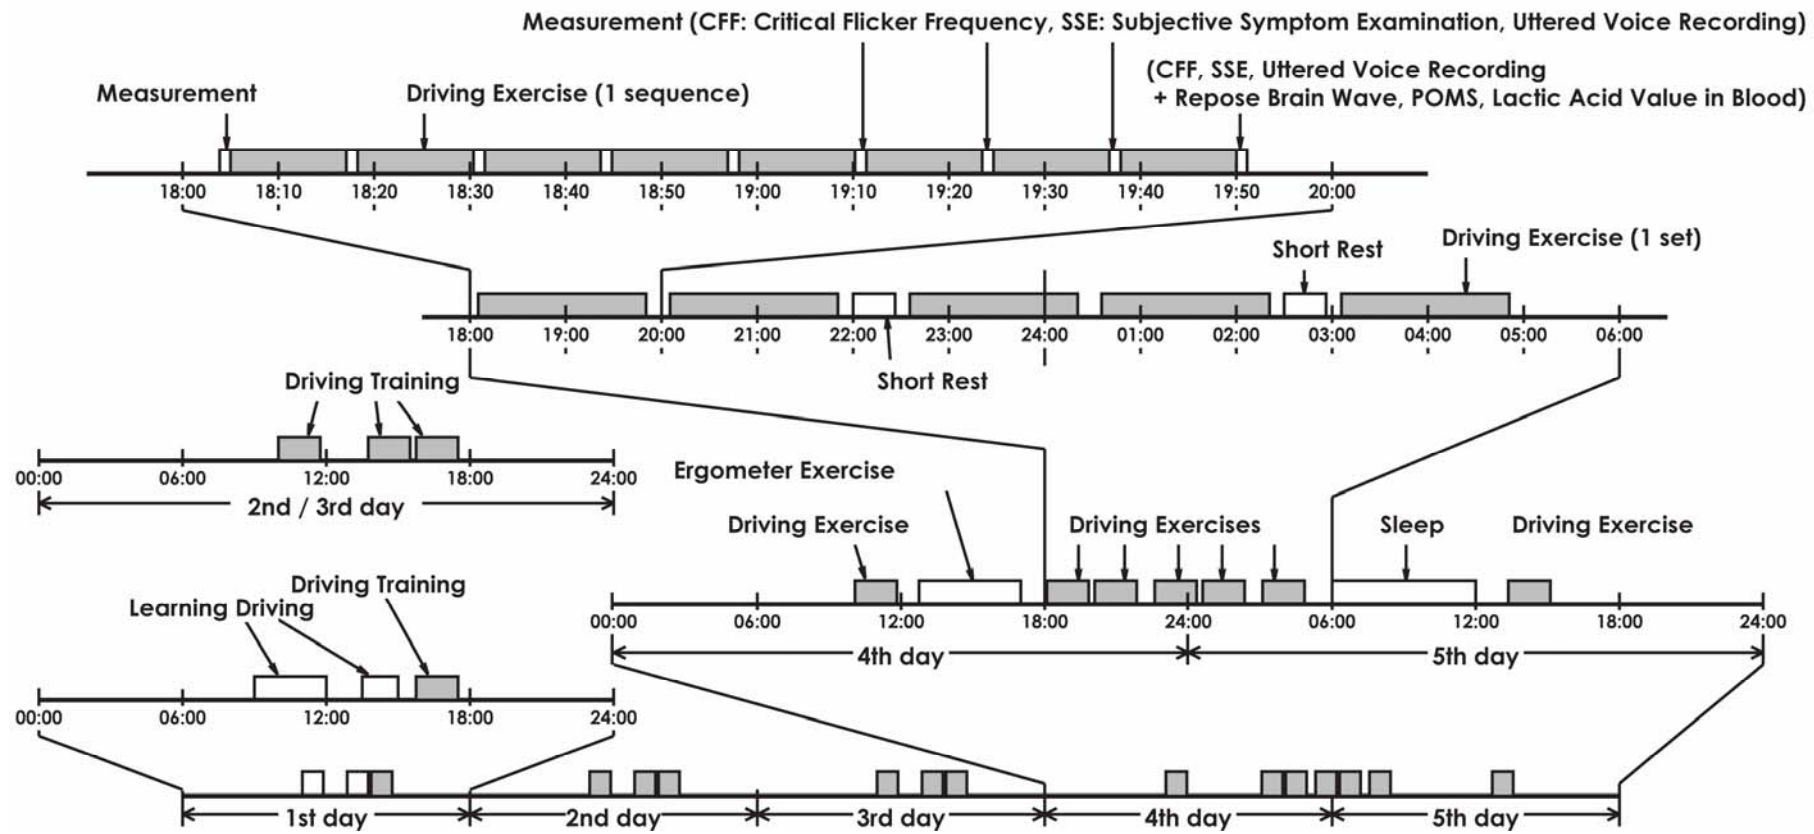 Measurement (CFF: Critical Flicker Frequency, SSE: Subjective Symptom Examination, Uttered Voice Recording)
(CFF, SSE, Uttered Voice Recording
+ Repose Brain Wave, POMS, Lactic Acid Value in Blood)
Measurement
Driving Exercise (1 sequence)
18:00 18:10 18:20 18:30 18:40 18:50 19:00 19:10 19:20 19:30 19:40 19:50 20:00
Short Rest
Driving Exercise (1 set)
18:00 19:00 20:00 21:00 22:00 23:00 24:00 01:00 02:00 03:00 04:00 05:00 06:00
Short Rest
Driving Training
00:00 06:00 12:00 18:00 24:00
2nd / 3rd day
Ergometer Exercise
Driving Exercise
Driving Exercises
Sleep
Driving Exercise
00:00 06:00 12:00 18:00 24:00 06:00 12:00 18:00 24:00
4th day
5th day
Driving Training
Learning Driving
00:00 06:00 12:00 18:00 24:00
1st day
2nd day
3rd day
4th day
5th day